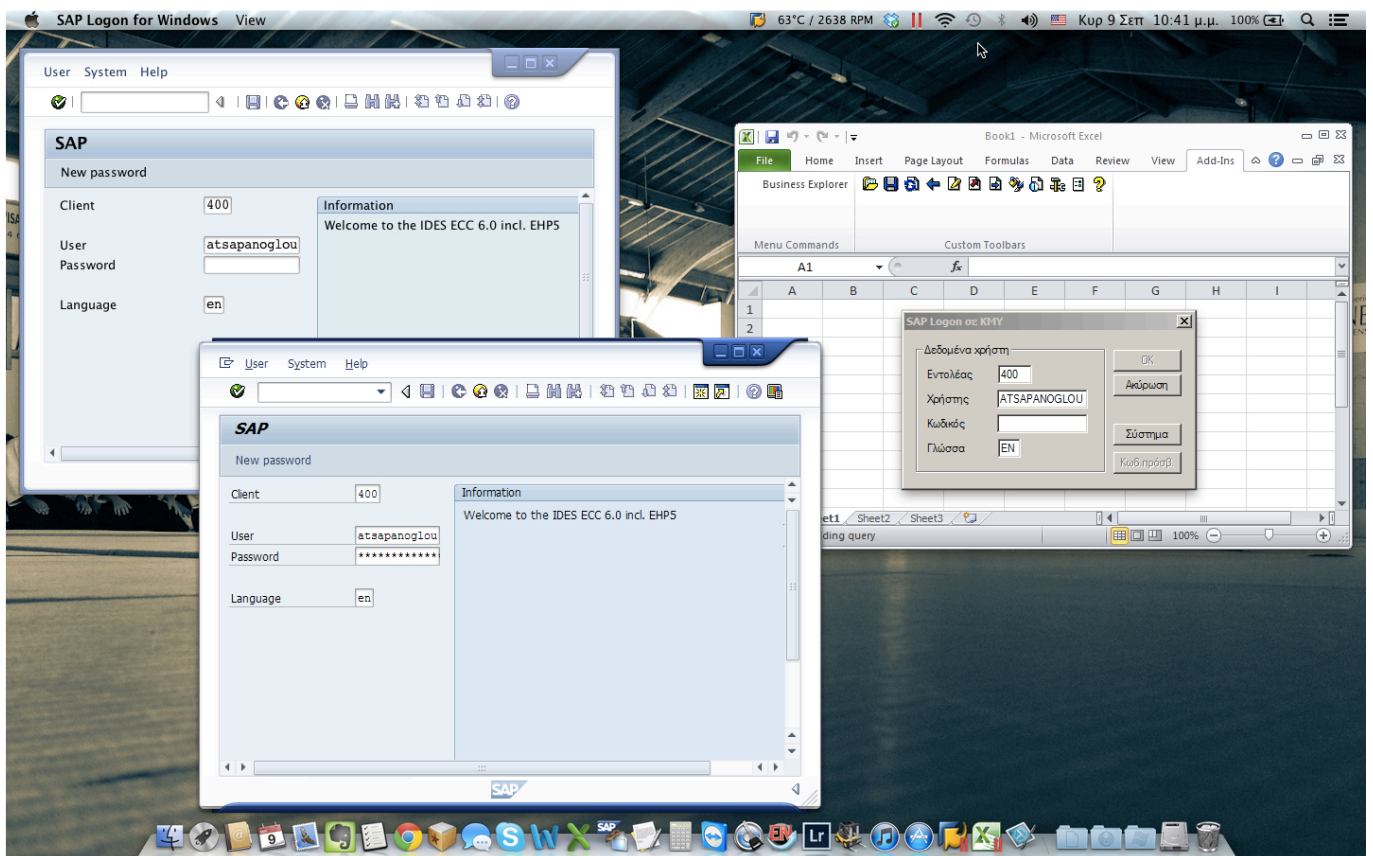 SAP Logon for Windows View
63°C / 2638 RPM
Κυρ 9 Σεπ 10:41 μ.μ. 100%
User System Help
SAP
New password
Client 400
User atsapanoglou
Password
Language en
Information
Welcome to the IDES ECC 6.0 incl. EHP5
User System Help
SAP
New password
Client 400
User atsapanoglou
Password *************
Language en
Information
Welcome to the IDES ECC 6.0 incl. EHP5
SAP
Book1 - Microsoft Excel
File Home Insert Page Layout Formulas Data Review View Add-Ins
Business Explorer
Menu Commands Custom Toolbars
A1 fx
A B C D E F G H I
1
2
SAP Logon σε ΚΜΥ
Δεδομένα χρήστη
Εντολέας 400
Χρήστης ATSAPANOGLOU
Κωδικός
Γλώσσα EN
OK
Ακύρωση
Σύστημα
Κωδ.πρόσβ.
et1 Sheet2 Sheet3
ding query 100%
9
SAP
EN
Lr